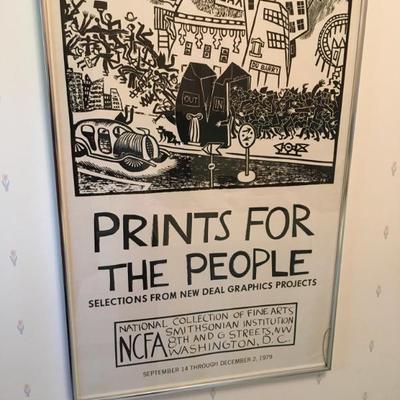 OUT
IN
PRINTS FOR
THE PEOPLE
SELECTIONS FROM NEW DEAL GRAPHICS PROJECTS
NCFA
NATIONAL COLLECTION OF FINE ARTS
SMITHSONIAN INSTITUTION
8TH AND G STREETS, NW
WASHINGTON, D.C.
SEPTEMBER 14 THROUGH DECEMBER 2, 1979